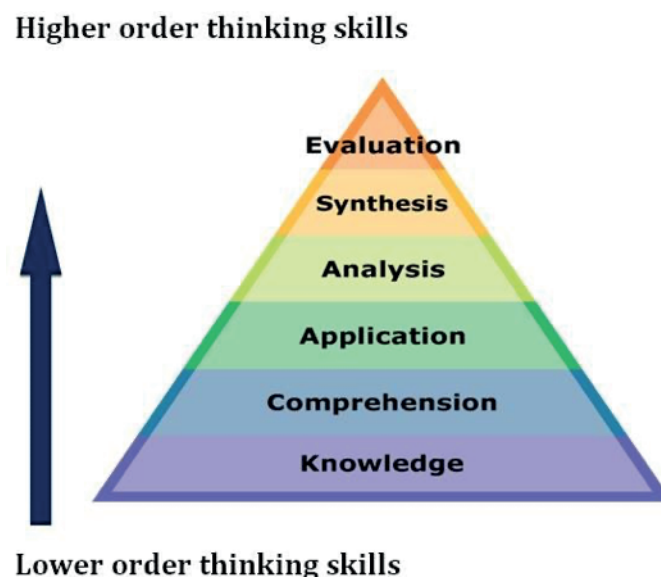 Higher order thinking skills
Evaluation
Synthesis
Analysis
Application
Comprehension
Knowledge
Lower order thinking skills